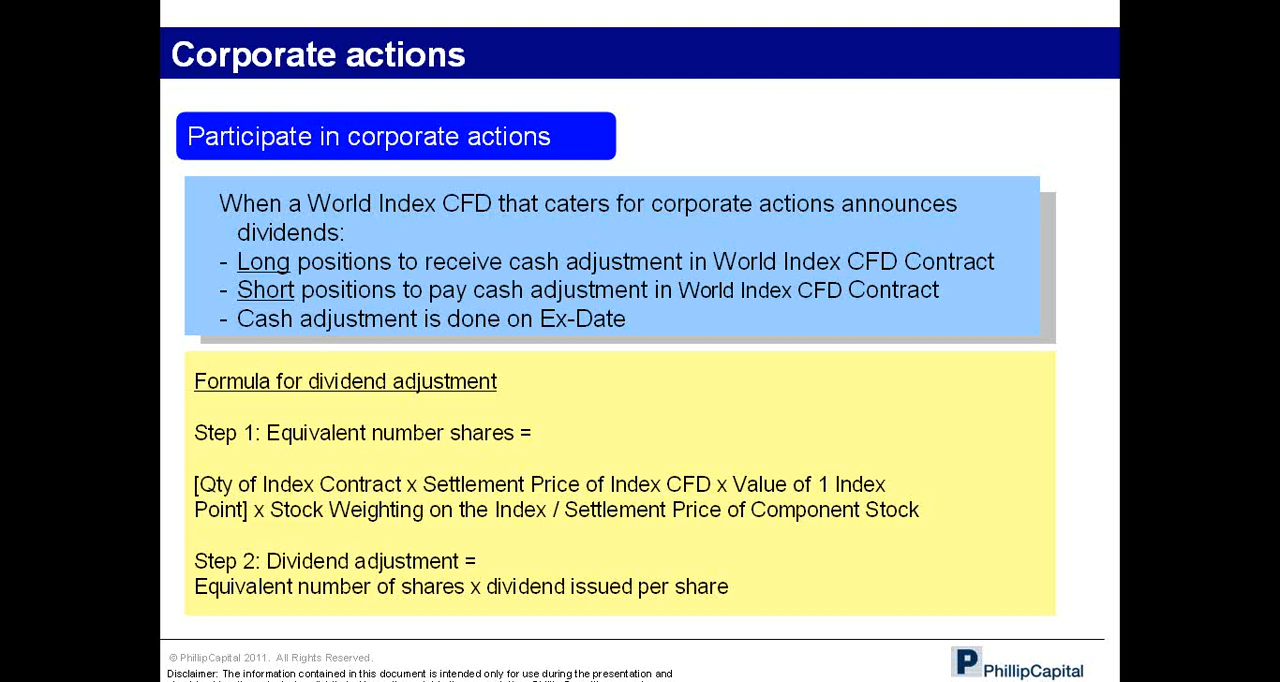 Corporate actions
Participate in corporate actions
When a World Index CFD that caters for corporate actions announces
dividends:
- Long positions to receive cash adjustment in World Index CFD Contract
- Short positions to pay cash adjustment in World Index CFD Contract
- Cash adjustment is done on Ex-Date
Formula for dividend adjustment
Step 1: Equivalent number shares =
[Qty of Index Contract x Settlement Price of Index CFD x Value of 1 Index
Point] x Stock Weighting on the Index / Settlement Price of Component Stock
Step 2: Dividend adjustment =
Equivalent number of shares x dividend issued per share
© PhillipCapital 2011. All Rights Reserved.
Disclaimer: The information contained in this document is intended only for use during the presentation and
P PhillipCapital